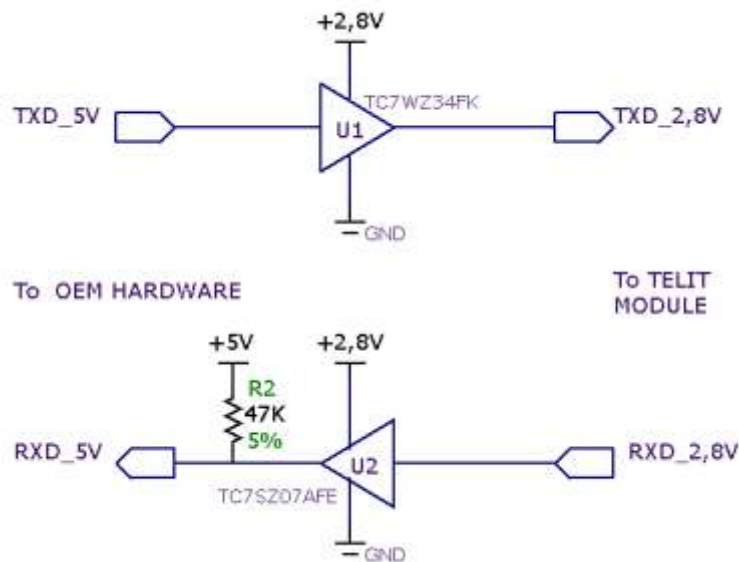 +2,8V
TC7WZ34FK
TXD_5V
TXD_2,8V
U1
GND
To OEM HARDWARE
To TELIT
MODULE
+5V
+2,8V
R2
47K
5%
RXD_5V
U2
RXD_2,8V
TC7SZ07AFE
GND